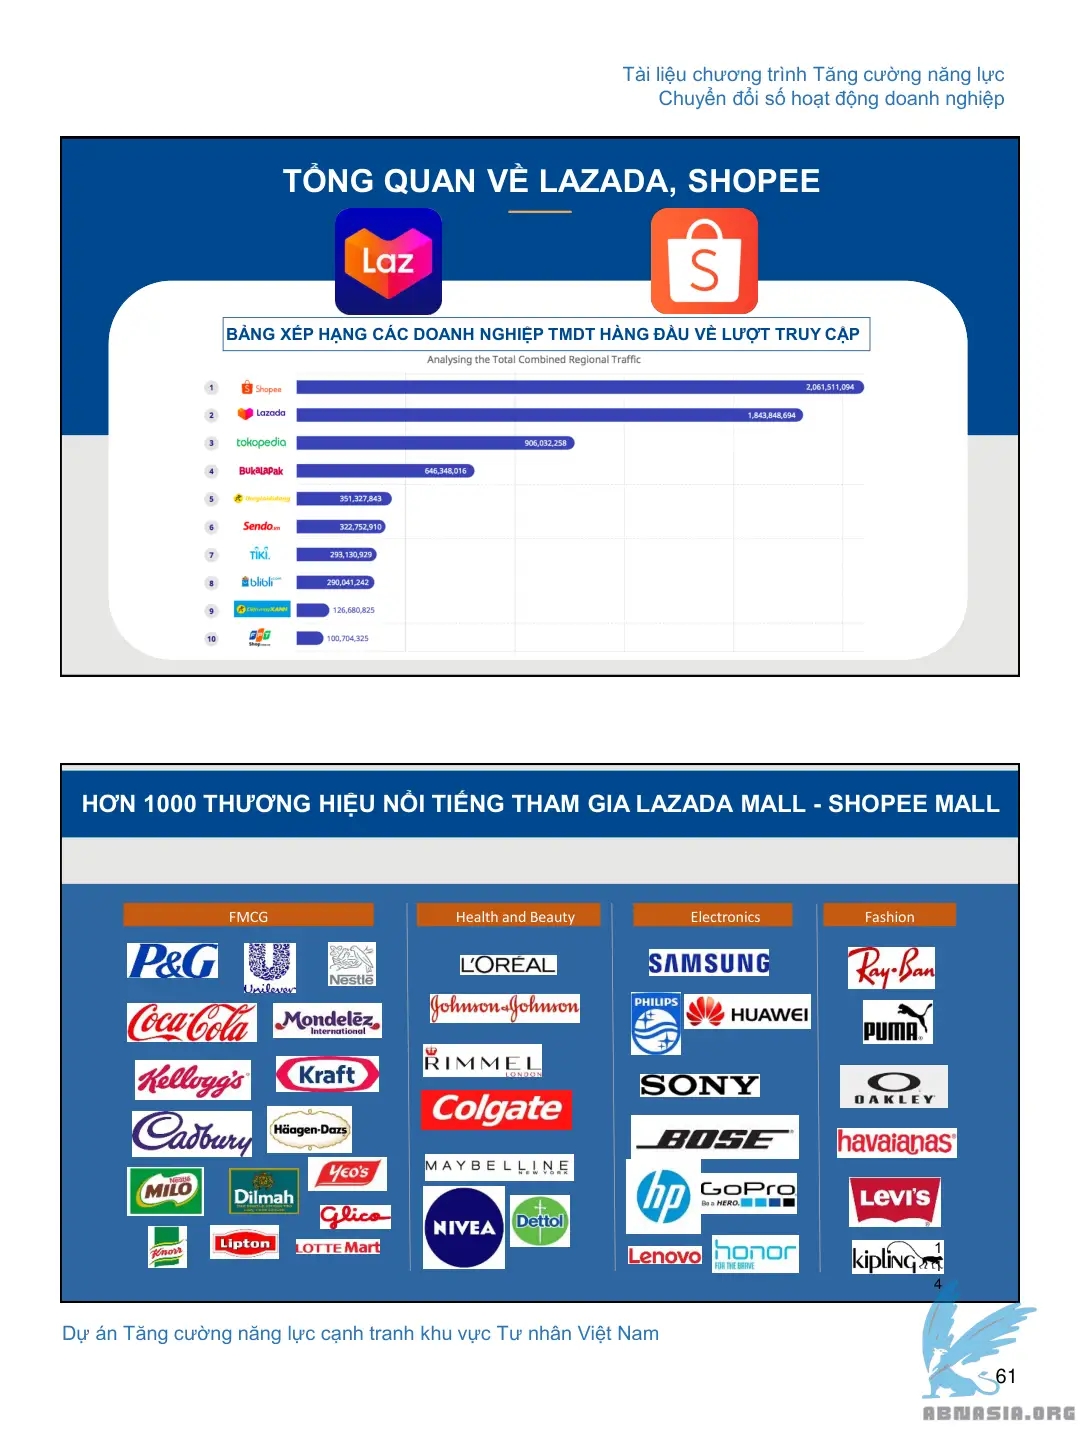 Tài liệu chương trình Tăng cường năng lực
Chuyển đổi số hoạt động doanh nghiệp
TỔNG QUAN VỀ LAZADA, SHOPEE
Laz
S
BẢNG XẾP HẠNG CÁC DOANH NGHIỆP TMDT HÀNG ĐẦU VỀ LƯỢT TRUY CẬP
Analysing the Total Combined Regional Traffic
1 Shopee 2,061,511,094
2 Lazada 1,843,848,694
3 tokopedia 906,032,258
4 BukaLapak 646,348,016
5 thegioididong 351,327,843
6 Sendo.vn 322,752,910
7 TIKI. 293,130,929
8 blibli 290,041,242
9 Điện máy XANH 126,680,825
10 FPT Shop 100,704,325
HƠN 1000 THƯƠNG HIỆU NỔI TIẾNG THAM GIA LAZADA MALL - SHOPEE MALL
FMCG Health and Beauty Electronics Fashion
P&G Unilever Nestlé L'ORÉAL SAMSUNG Ray-Ban
Coca-Cola Mondelēz International Johnson & Johnson PHILIPS HUAWEI PUMA
Kellogg's Kraft RIMMEL LONDON SONY OAKLEY
Cadbury Häagen-Dazs Colgate BOSE havaianas
Nestlé MILO Dilmah YEO'S MAYBELLINE NEW YORK hp GoPro Be a HERO. LEVI'S
Glico NIVEA Dettol
Knorr Lipton LOTTE Mart Lenovo honor FOR THE BRAVE kipling
1
4
Dự án Tăng cường năng lực cạnh tranh khu vực Tư nhân Việt Nam
61
ABNASIA.ORG